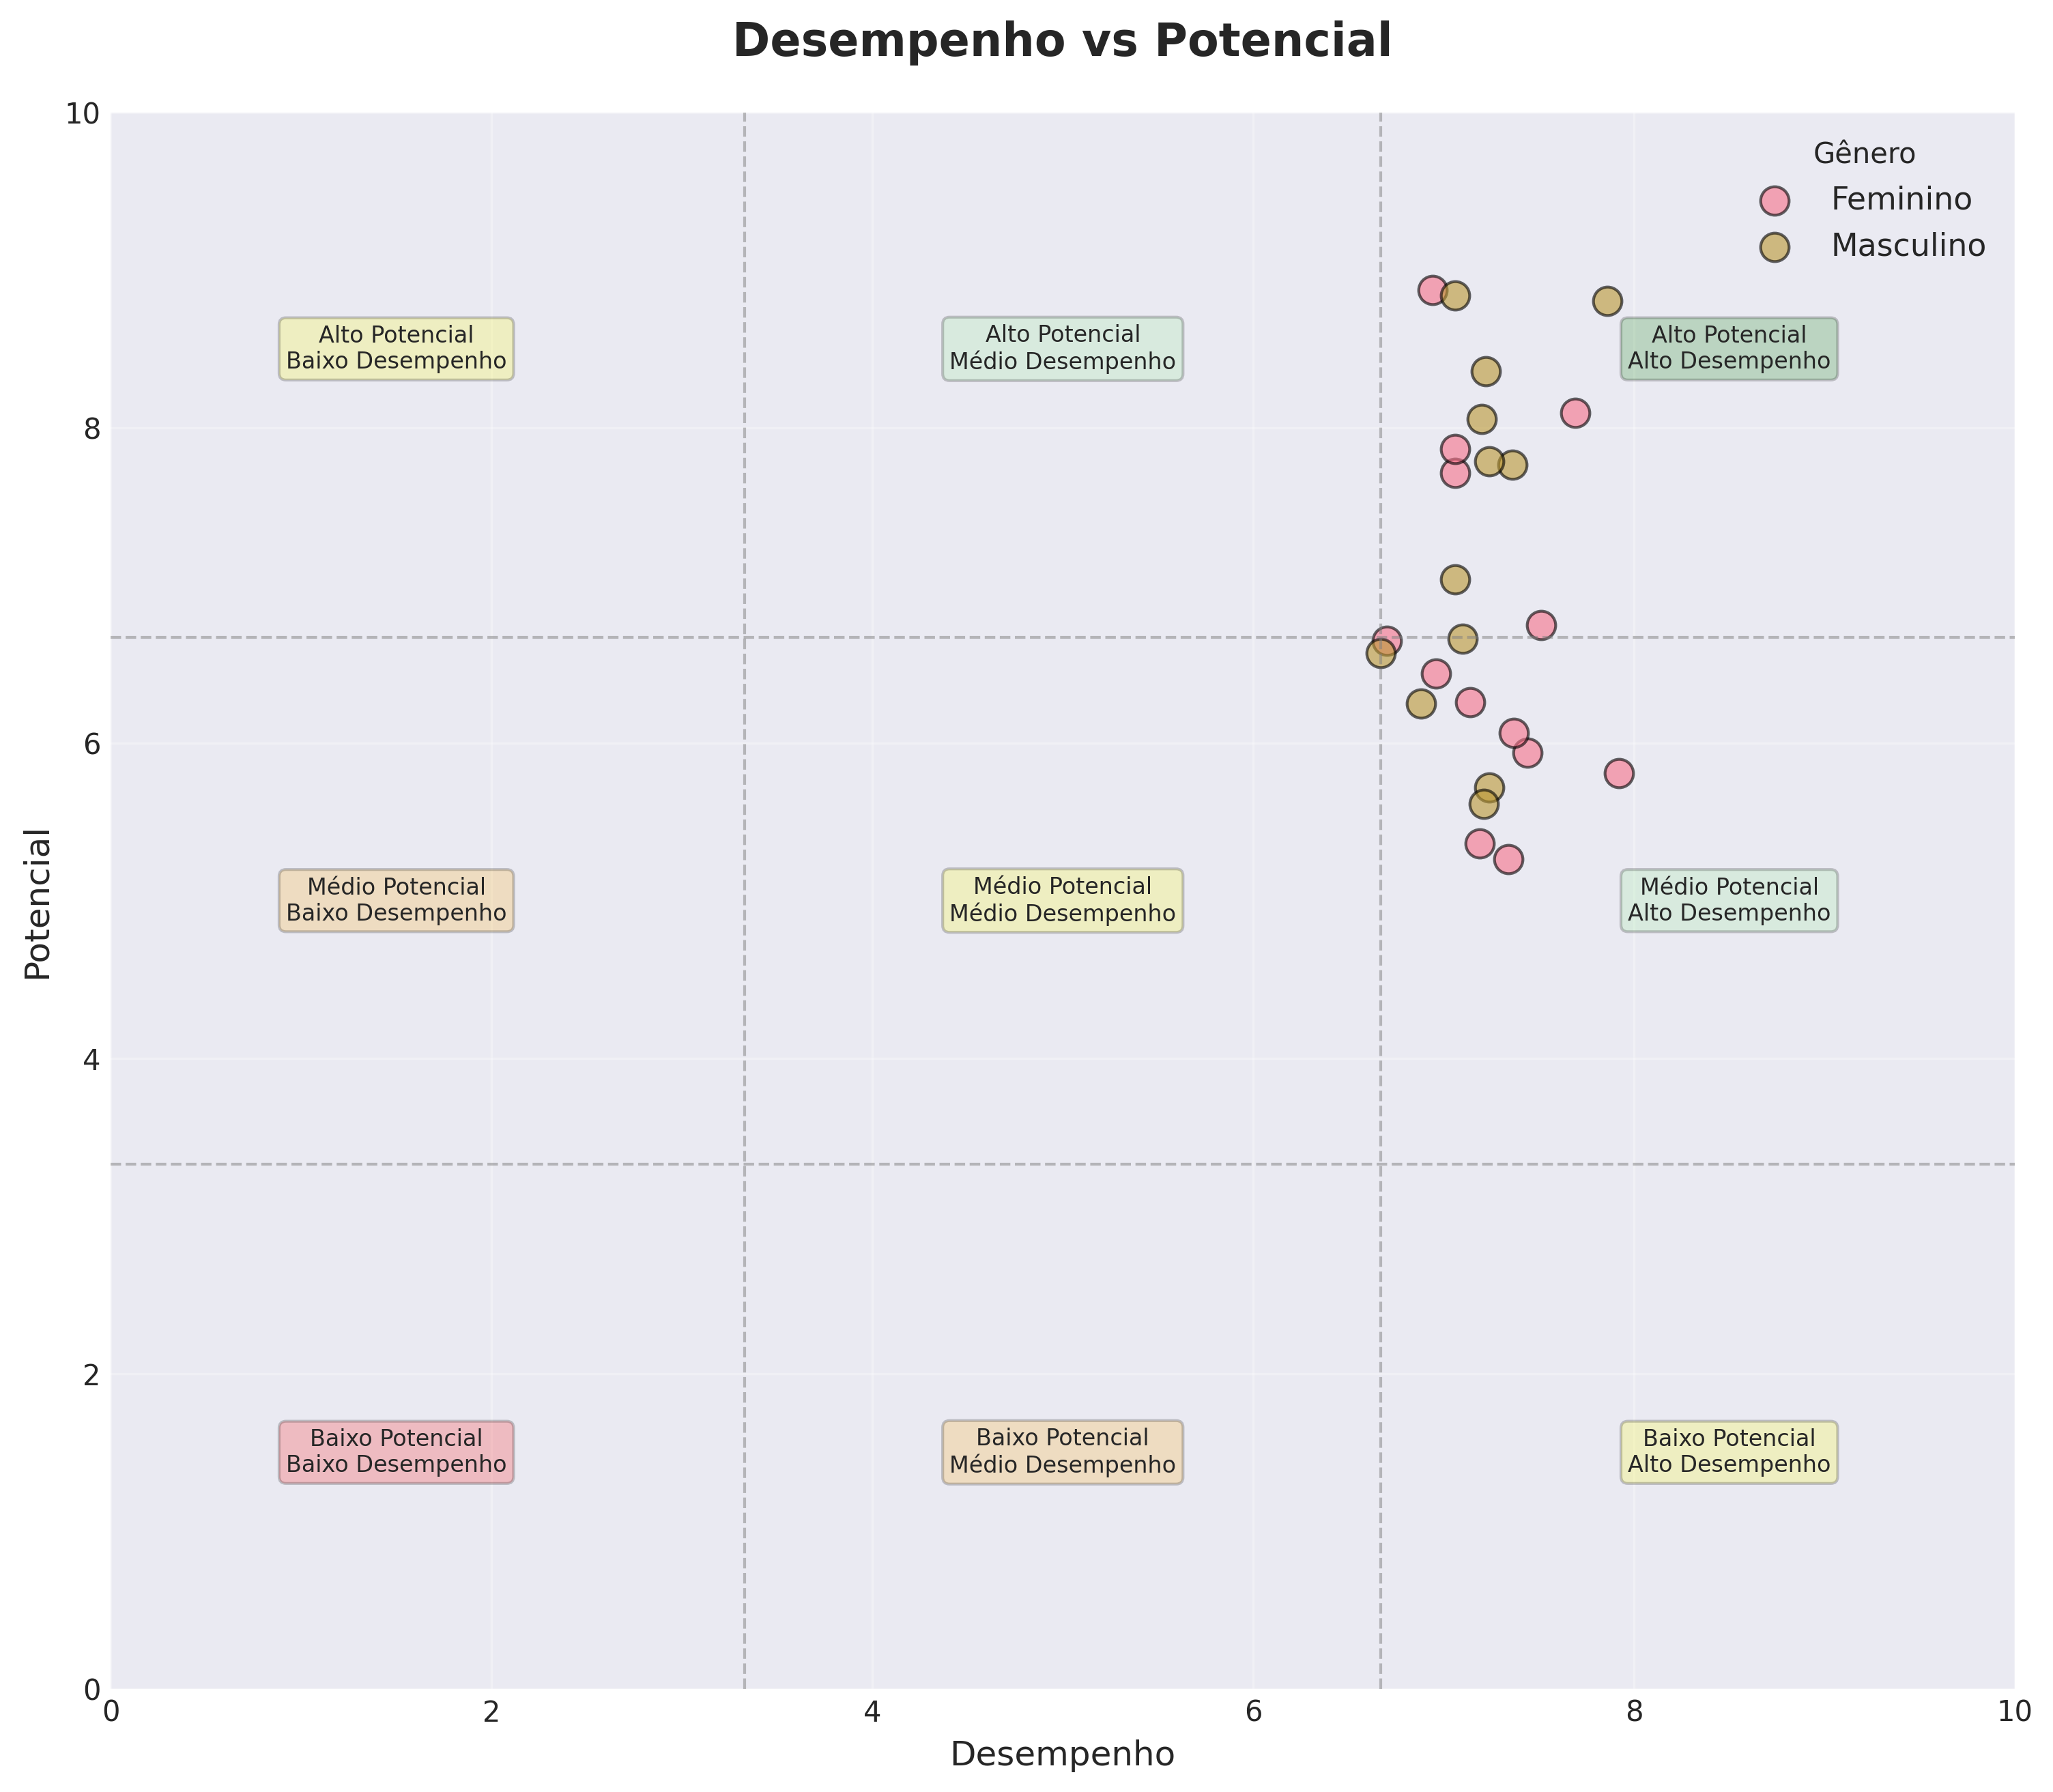 Desempenho vs Potencial
10
8
6
4
2
0
0
2
4
6
8
10
Potencial
Desempenho
Gênero
Feminino
Masculino
Alto Potencial
Baixo Desempenho
Alto Potencial
Médio Desempenho
Alto Potencial
Alto Desempenho
Médio Potencial
Baixo Desempenho
Médio Potencial
Médio Desempenho
Médio Potencial
Alto Desempenho
Baixo Potencial
Baixo Desempenho
Baixo Potencial
Médio Desempenho
Baixo Potencial
Alto Desempenho